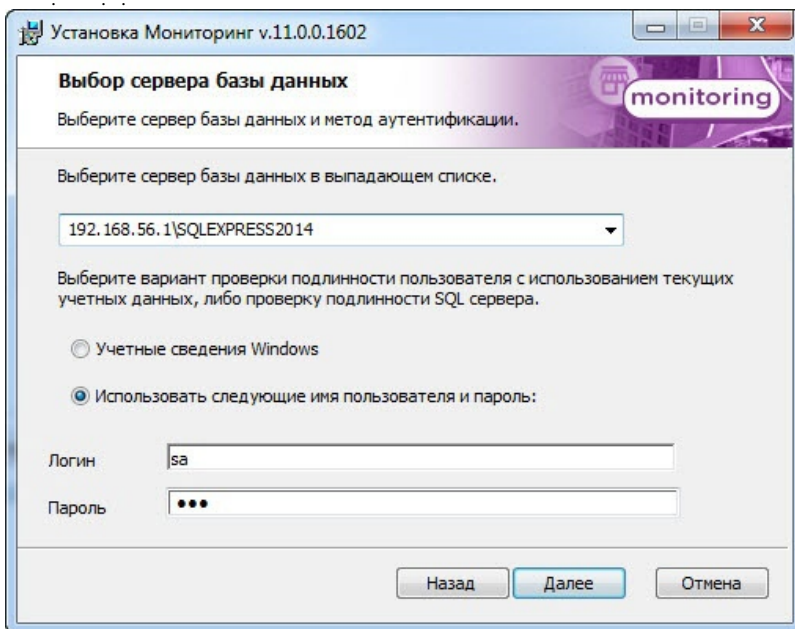 Установка Мониторинг v.11.0.0.1602
Выбор сервера базы данных
Выберите сервер базы данных и метод аутентификации.
monitoring
Выберите сервер базы данных в выпадающем списке.
192.168.56.1\SQLEXPRESS2014
Выберите вариант проверки подлинности пользователя с использованием текущих
учетных данных, либо проверку подлинности SQL сервера.
Учетные сведения Windows
Использовать следующие имя пользователя и пароль:
Логин
sa
Пароль
•••
Назад
Далее
Отмена